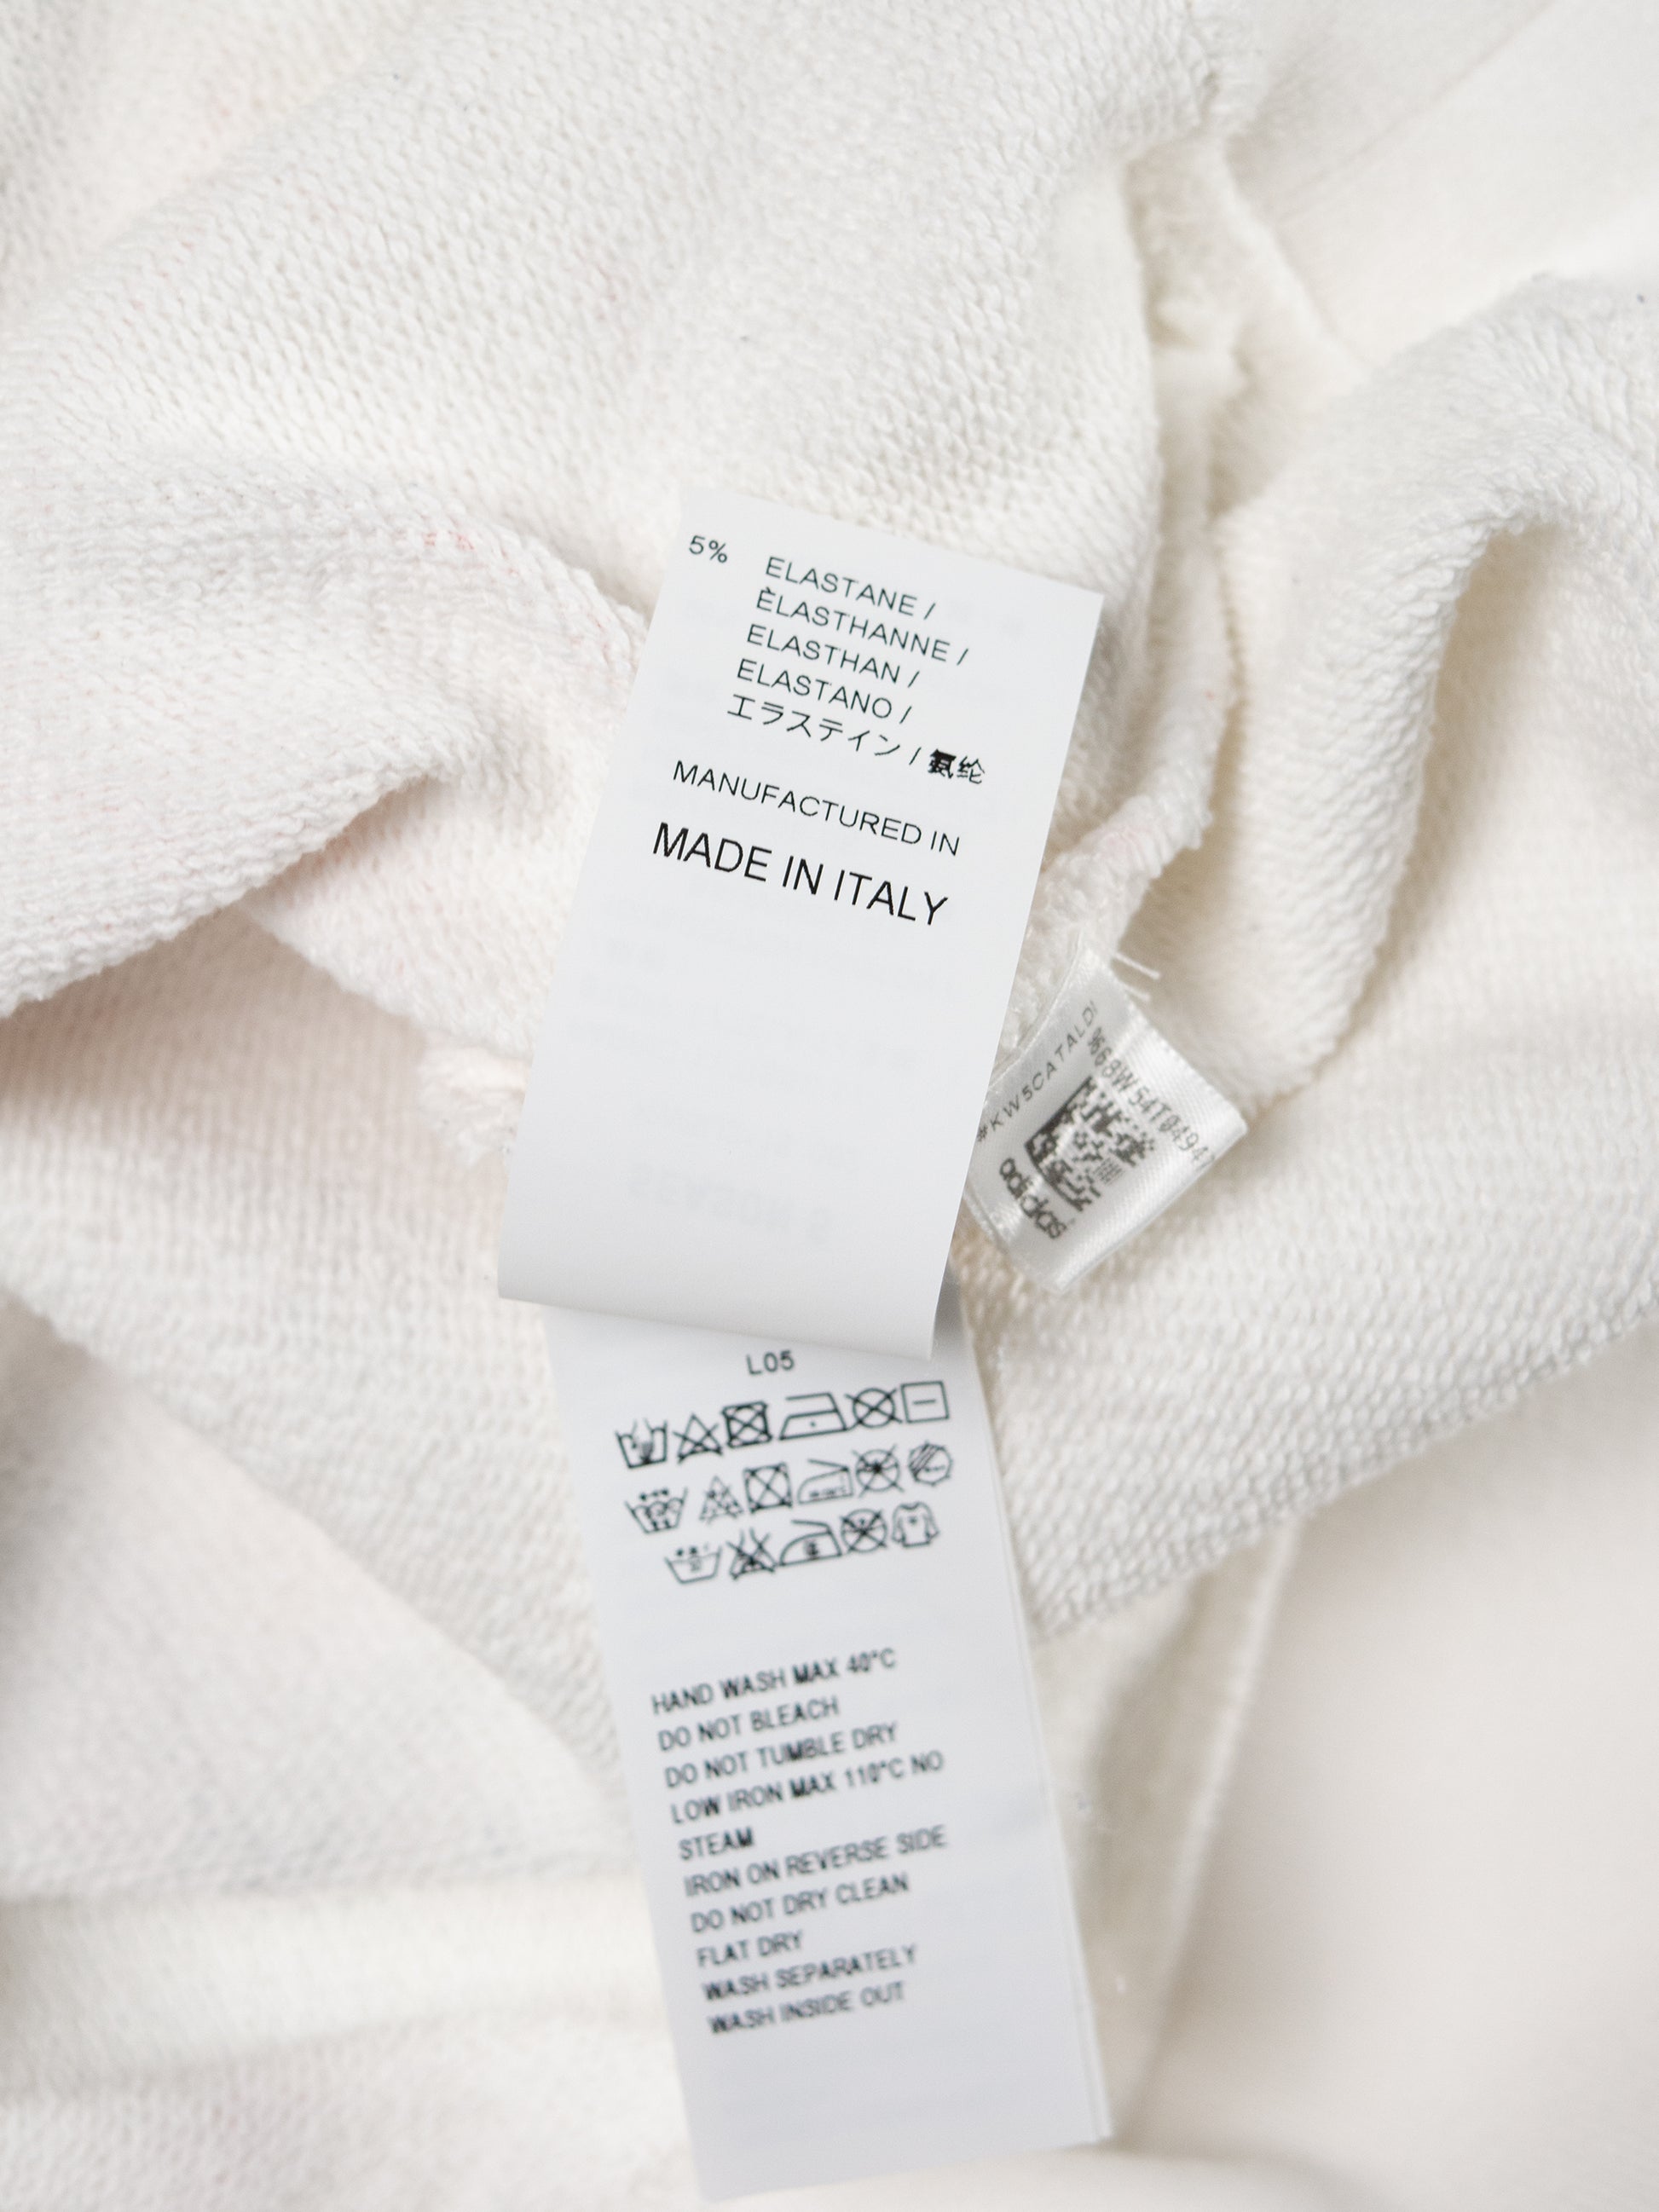 5% ELASTANE /
ÈLASTHANNE /
ELASTHAN /
ELASTANO /
エラステイン / 氨纶
MANUFACTURED IN
MADE IN ITALY
#KW5CATALDI
adidas
L05
HAND WASH MAX 40°C
DO NOT BLEACH
DO NOT TUMBLE DRY
LOW IRON MAX 110°C NO
STEAM
IRON ON REVERSE SIDE
DO NOT DRY CLEAN
FLAT DRY
WASH SEPARATELY
WASH INSIDE OUT